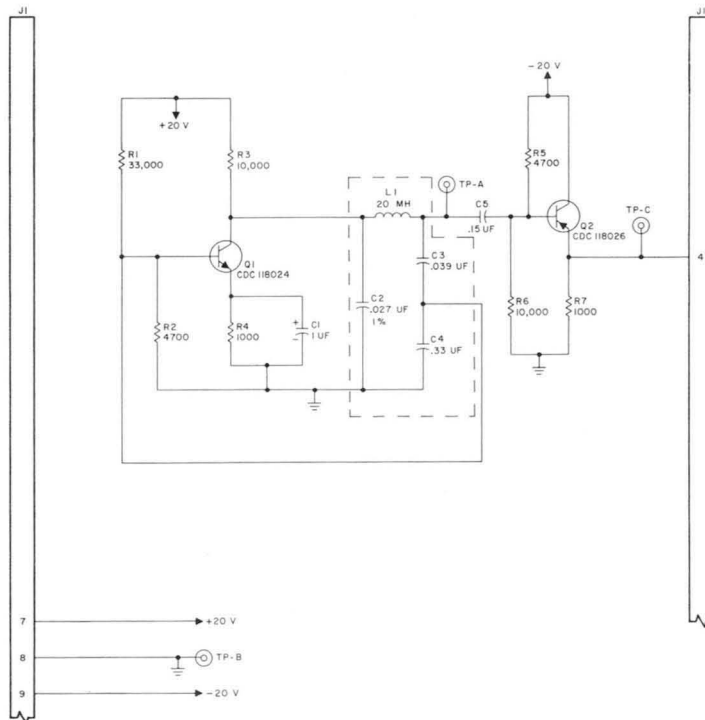 J1
J1
-20 V
+20 V
R1
33,000
R3
10,000
R5
4700
L1
20 MH
TP-A
C5
.15 UF
Q2
CDC 118026
TP-C
4
Q1
CDC 118024
C3
.039 UF
R2
4700
R4
1000
+
-
C1
1 UF
C2
.027 UF
1%
R6
10,000
R7
1000
C4
.33 UF
7
+20 V
8
TP-B
9
-20 V